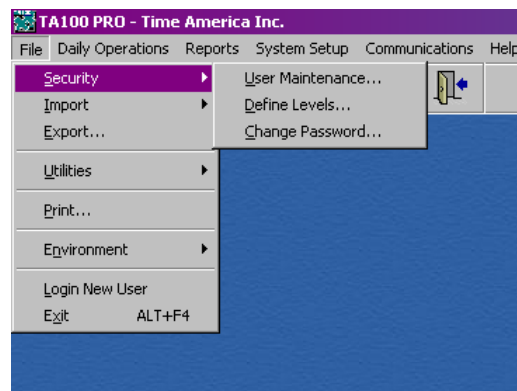 TA100 PRO - Time America Inc.
File Daily Operations Reports System Setup Communications Help
Security
Import
Export...
Utilities
Print...
Environment
Login New User
Exit ALT+F4
User Maintenance...
Define Levels...
Change Password...